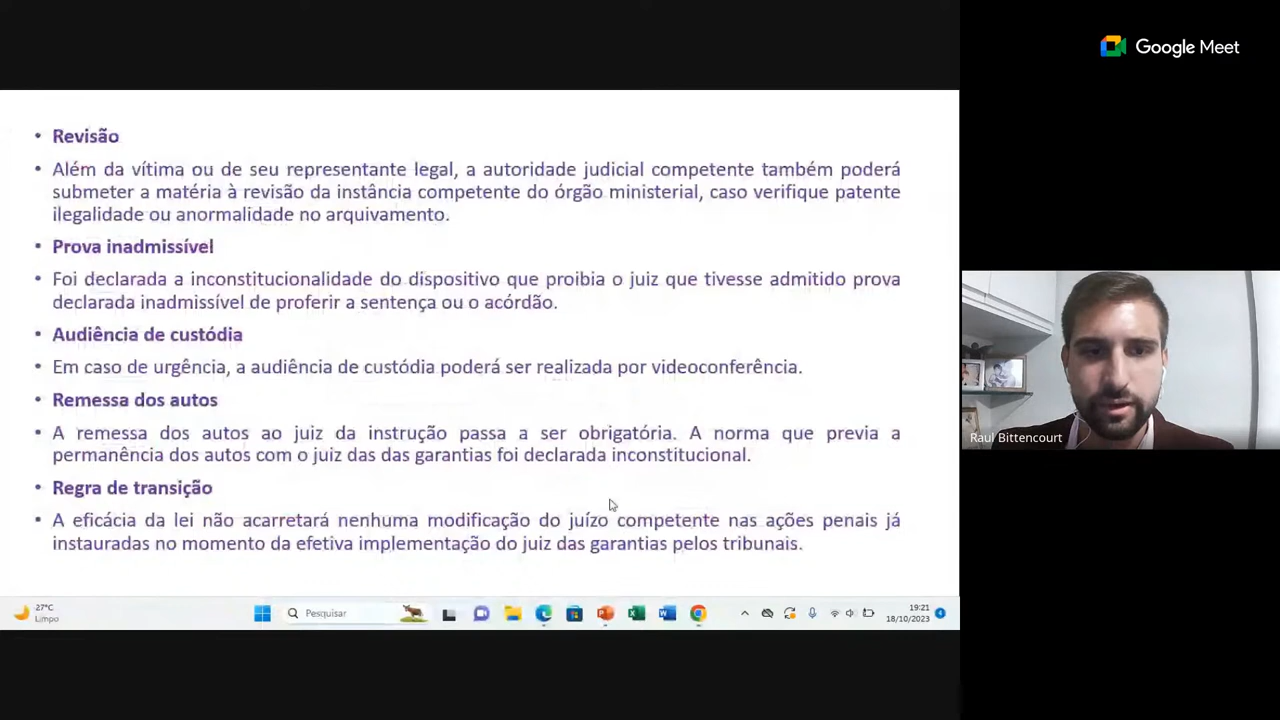 Google Meet
• Revisão
• Além da vítima ou de seu representante legal, a autoridade judicial competente também poderá
submeter a matéria à revisão da instância competente do órgão ministerial, caso verifique patente
ilegalidade ou anormalidade no arquivamento.
• Prova inadmissível
• Foi declarada a inconstitucionalidade do dispositivo que proibia o juiz que tivesse admitido prova
declarada inadmissível de proferir a sentença ou o acórdão.
• Audiência de custódia
• Em caso de urgência, a audiência de custódia poderá ser realizada por videoconferência.
• Remessa dos autos
• A remessa dos autos ao juiz da instrução passa a ser obrigatória. A norma que previa a
permanência dos autos com o juiz das das garantias foi declarada inconstitucional.
• Regra de transição
• A eficácia da lei não acarretará nenhuma modificação do juízo competente nas ações penais já
instauradas no momento da efetiva implementação do juiz das garantias pelos tribunais.
Raul Bittencourt
27°C
Limpo
Pesquisar
19:21
18/10/2023
4